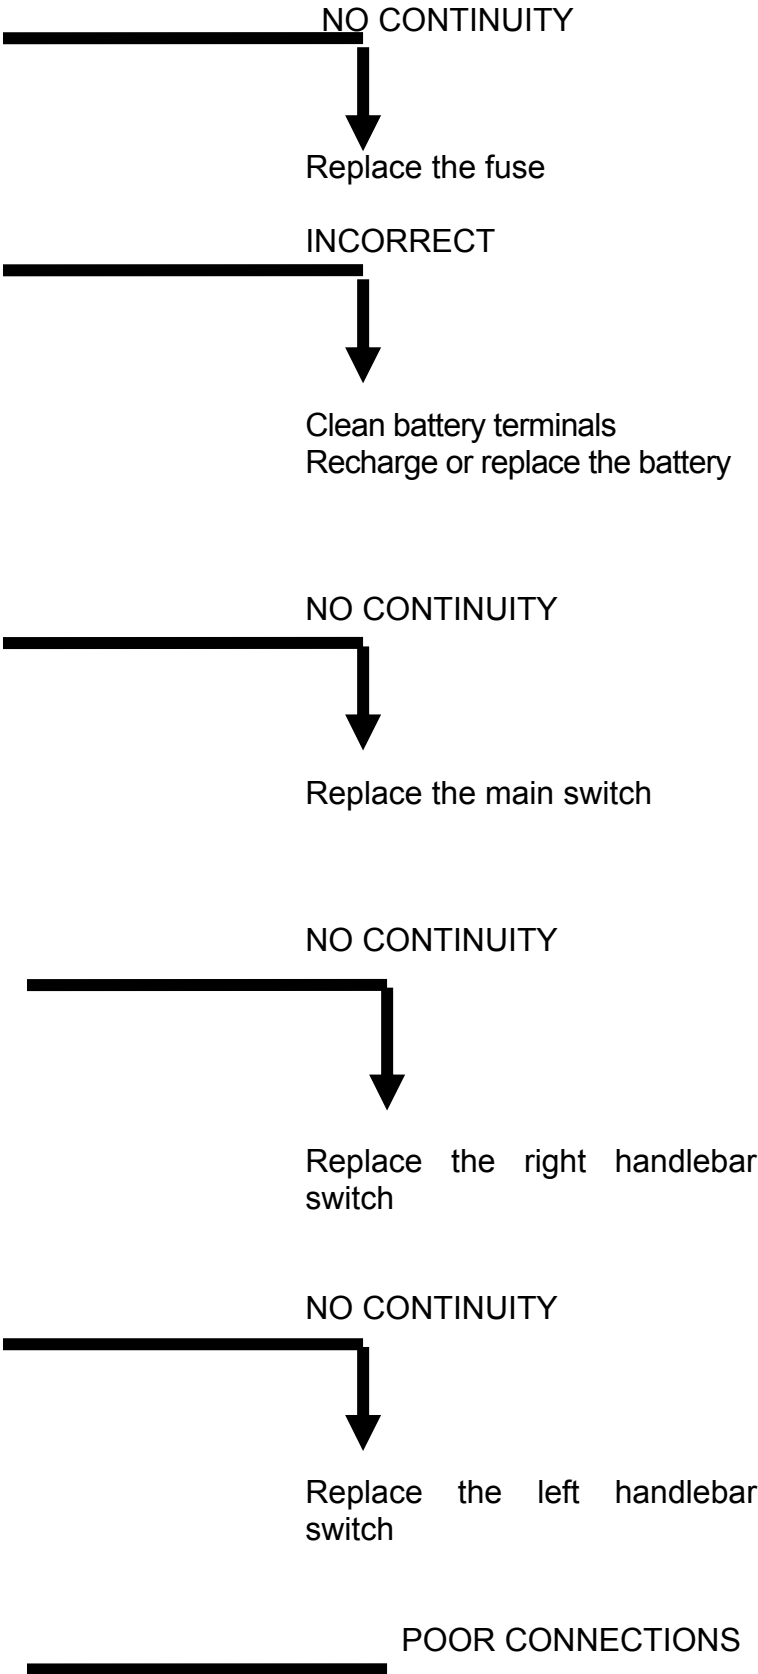 NO CONTINUITY
Replace the fuse
INCORRECT
Clean battery terminals
Recharge or replace the battery
NO CONTINUITY
Replace the main switch
NO CONTINUITY
Replace the right handlebar
switch
NO CONTINUITY
Replace the left handlebar
switch
POOR CONNECTIONS